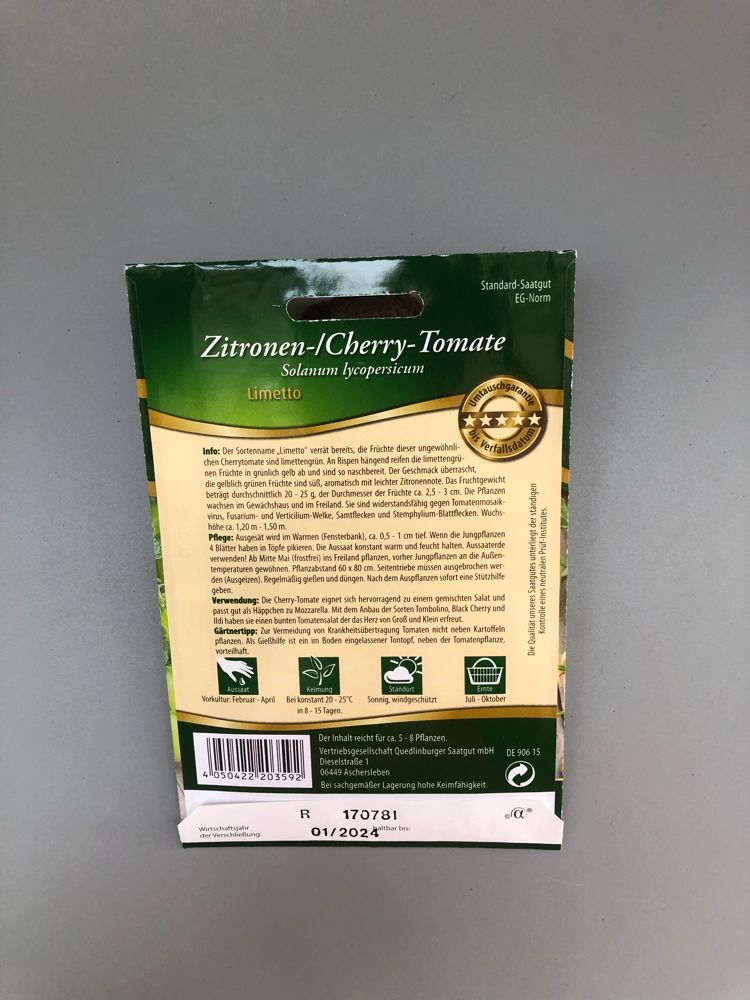 Standard-Saatgut
EG-Norm
Zitronen-/Cherry-Tomate
Solanum lycopersicum
Limetto
Umtauschgarantie
bis Verfallsdatum
Info: Der Sortenname „Limetto" verrät bereits, die Früchte dieser ungewöhnli-
chen Cherrytomate sind limettengrün. An Rispen hängend reifen die limettengrü-
nen Früchte in grünlich gelb ab und sind so naschbereit. Der Geschmack überrascht,
die gelblich grünen Früchte sind süß, aromatisch mit leichter Zitronennote. Das Fruchtgewicht
beträgt durchschnittlich 20 - 25 g, der Durchmesser der Früchte ca. 2,5 - 3 cm. Die Pflanzen
wachsen im Gewächshaus und im Freiland. Sie sind widerstandsfähig gegen Tomatenmosaik-
virus, Fusarium- und Verticilium-Welke, Samtflecken und Stemphylium-Blattflecken. Wuchs-
höhe ca. 1,20 m - 1,50 m.
Pflege: Ausgesät wird im Warmen (Fensterbank), ca. 0,5 - 1 cm tief. Wenn die Jungpflanzen
4 Blätter haben in Töpfe pikieren. Die Aussaat konstant warm und feucht halten. Aussaaterde
verwenden! Ab Mitte Mai (frostfrei) ins Freiland pflanzen, vorher Jungpflanzen an die Außen-
temperaturen gewöhnen. Pflanzabstand 60 x 80 cm. Seitentriebe müssen ausgebrochen wer-
den (Ausgeizen). Regelmäßig gießen und düngen. Nach dem Auspflanzen sofort eine Stützhilfe
geben.
Verwendung: Die Cherry-Tomate eignet sich hervorragend zu einem gemischten Salat und
passt gut als Häppchen zu Mozzarella. Mit dem Anbau der Sorten Tombolino, Black Cherry und
Ildi haben sie einen bunten Tomatensalat der das Herz von Groß und Klein erfreut.
Gärtnertipp: Zur Vermeidung von Krankheitsübertragung Tomaten nicht neben Kartoffeln
pflanzen. Als Gießhilfe ist ein im Boden eingelassener Tontopf, neben der Tomatenpflanze,
vorteilhaft.
Die Qualität unseres Saatgutes unterliegt der ständigen
Kontrolle eines neutralen Prüf-Institutes.
Aussaat
Vorkultur: Februar - April
Keimung
Bei konstant 20 - 25°C
in 8 - 15 Tagen.
Standort
Sonnig, windgeschützt
Ernte
Juli - Oktober
4 050422 203592
Der Inhalt reicht für ca. 5 - 8 Pflanzen.
Vertriebsgesellschaft Quedlinburger Saatgut mbH
Dieselstraße 1
06449 Aschersleben
Bei sachgemäßer Lagerung hohe Keimfähigkeit.
DE 906 15
R 170781
©α®
Wirtschaftsjahr
der Verschließung:
01/2024
haltbar bis: